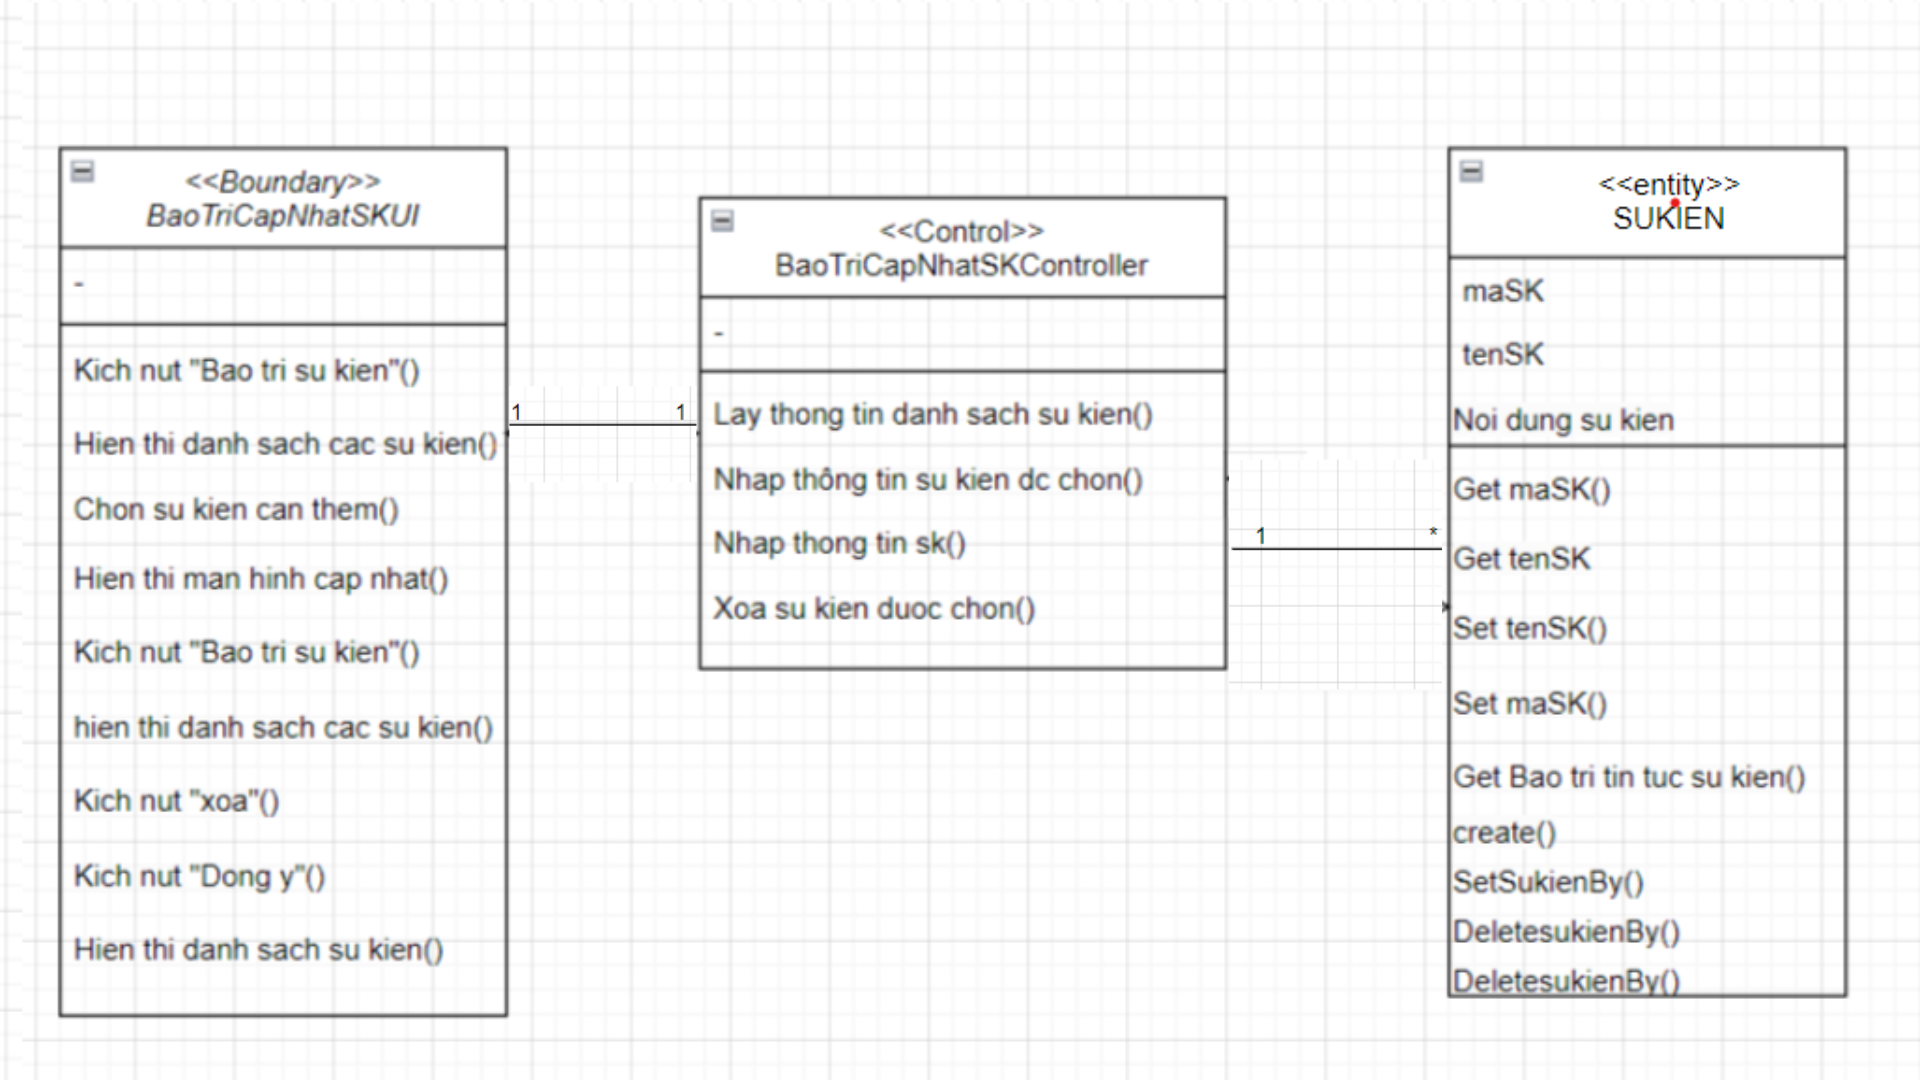 <<Boundary>>
BaoTriCapNhatSKUI
-
Kich nut "Bao tri su kien"()
Hien thi danh sach cac su kien()
Chon su kien can them()
Hien thi man hinh cap nhat()
Kich nut "Bao tri su kien"()
hien thi danh sach cac su kien()
Kich nut "xoa"()
Kich nut "Dong y"()
Hien thi danh sach su kien()
1
1
<<Control>>
BaoTriCapNhatSKController
-
Lay thong tin danh sach su kien()
Nhap thông tin su kien dc chon()
Nhap thong tin sk()
Xoa su kien duoc chon()
1
*
<<entity>>
SUKIEN
maSK
tenSK
Noi dung su kien
Get maSK()
Get tenSK
Set tenSK()
Set maSK()
Get Bao tri tin tuc su kien()
create()
SetSukienBy()
DeletesukienBy()
DeletesukienBy()